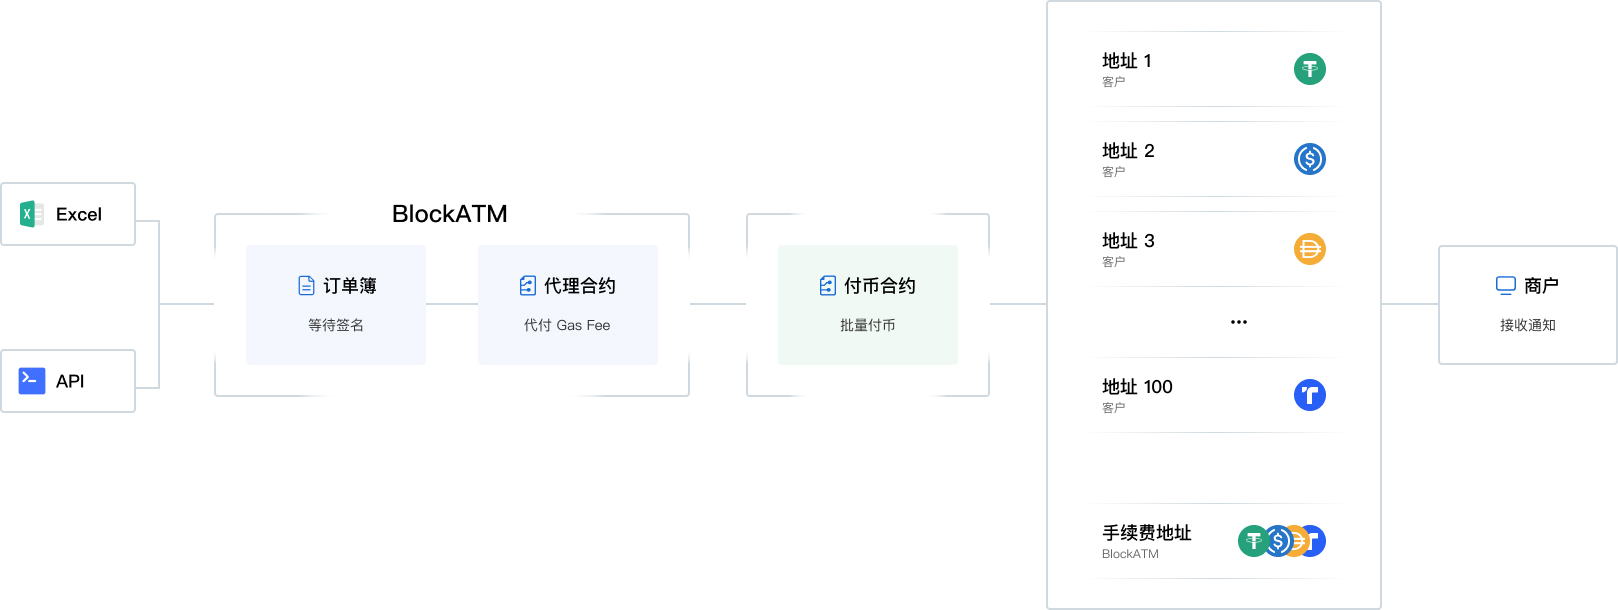 Excel
API
BlockATM
订单簿
等待签名
代理合约
代付 Gas Fee
付币合约
批量付币
地址 1
客户
地址 2
客户
地址 3
客户
...
地址 100
客户
手续费地址
BlockATM
商户
接收通知